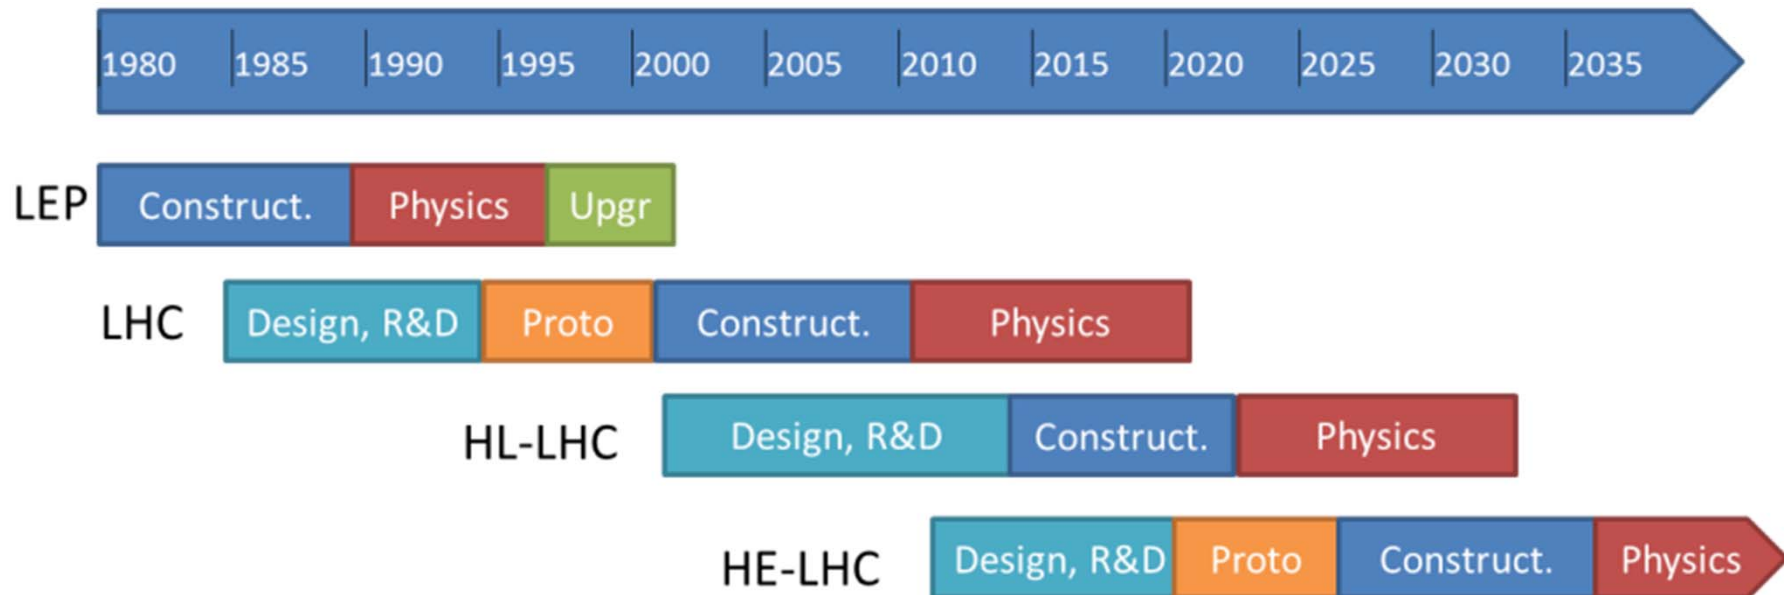 1980 1985 1990 1995 2000 2005 2010 2015 2020 2025 2030 2035
LEP Construct. Physics Upgr
LHC Design, R&D Proto Construct. Physics
HL-LHC Design, R&D Construct. Physics
HE-LHC Design, R&D Proto Construct. Physics